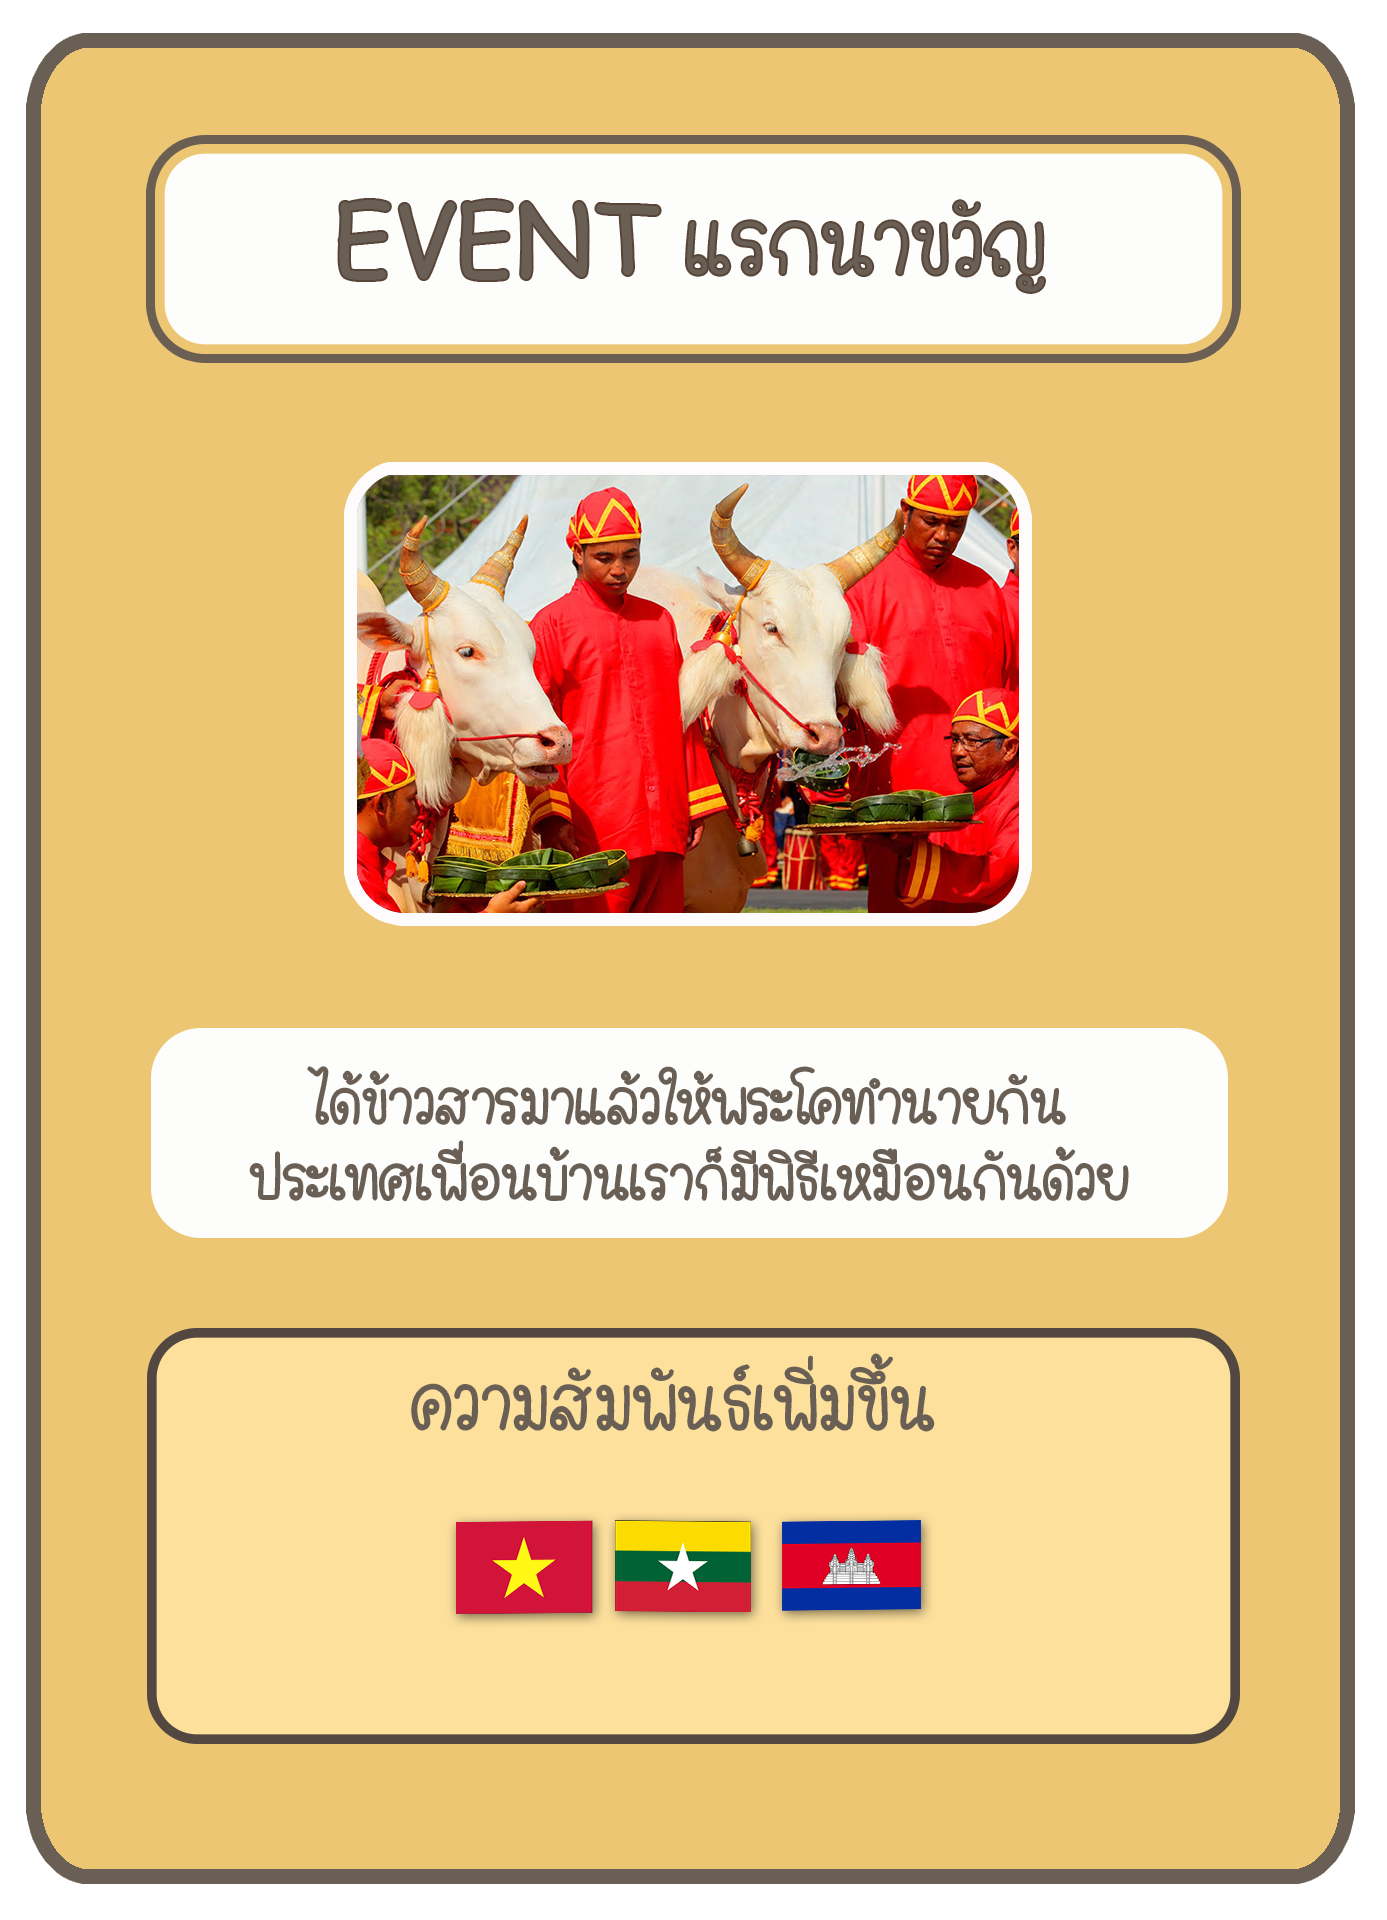 EVENT แรกนาขวัญ
ได้ข้าวสารมาแล้วให้พระโคทำนายกัน
ประเทศเพื่อนบ้านเราก็มีพิธีเหมือนกันด้วย
ความสัมพันธ์เพิ่มขึ้น